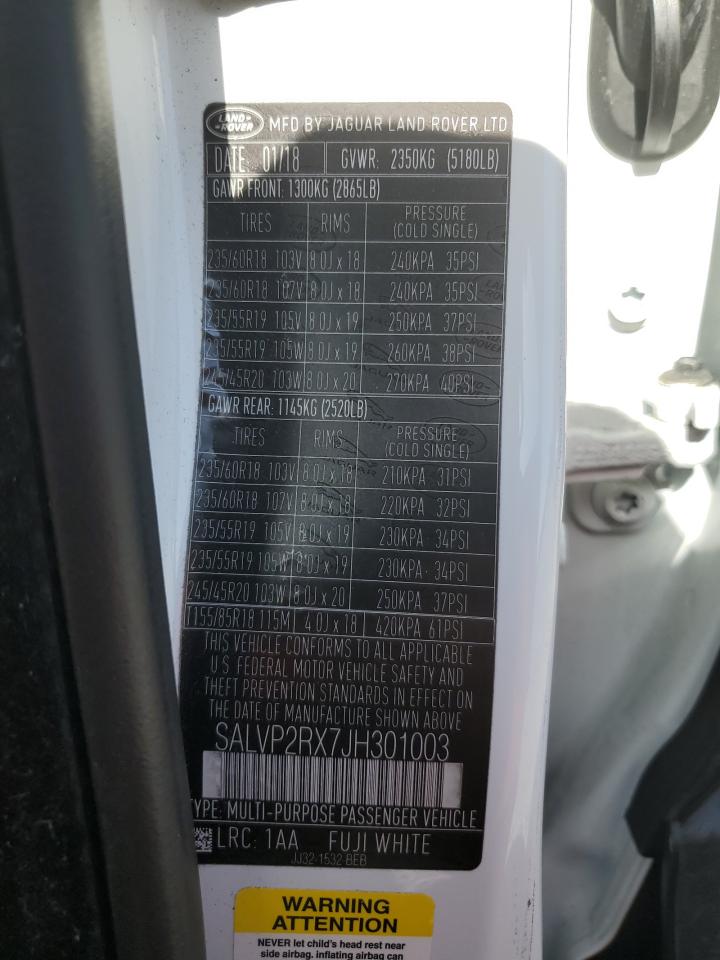 LAND ROVER MFD BY JAGUAR LAND ROVER LTD
DATE 01/18 GVWR: 2350KG (5180LB)
GAWR FRONT: 1300KG (2865LB)
TIRES RIMS PRESSURE (COLD SINGLE)
235/60R18 103V 8.0J x 18 240KPA 35PSI
235/60R18 107V 8.0J x 18 240KPA 35PSI
235/55R19 105V 8.0J x 19 250KPA 37PSI
235/55R19 105W 8.0J x 19 260KPA 38PSI
245/45R20 103W 8.0J x 20 270KPA 40PSI
GAWR REAR: 1145KG (2520LB)
TIRES RIMS PRESSURE (COLD SINGLE)
235/60R18 103V 8.0J x 18 210KPA 31PSI
235/60R18 107V 8.0J x 18 220KPA 32PSI
235/55R19 105V 8.0J x 19 230KPA 34PSI
235/55R19 105W 8.0J x 19 230KPA 34PSI
245/45R20 103W 8.0J x 20 250KPA 37PSI
T155/85R18 115M 4.0J x 18 420KPA 61PSI
THIS VEHICLE CONFORMS TO ALL APPLICABLE
U.S. FEDERAL MOTOR VEHICLE SAFETY AND
THEFT PREVENTION STANDARDS IN EFFECT ON
THE DATE OF MANUFACTURE SHOWN ABOVE
SALVP2RX7JH301003
TYPE: MULTI-PURPOSE PASSENGER VEHICLE
LRC: 1AA FUJI WHITE
JJ32-1532-BEB
WARNING
ATTENTION
NEVER let child's head rest near
side airbag, inflating airbag can